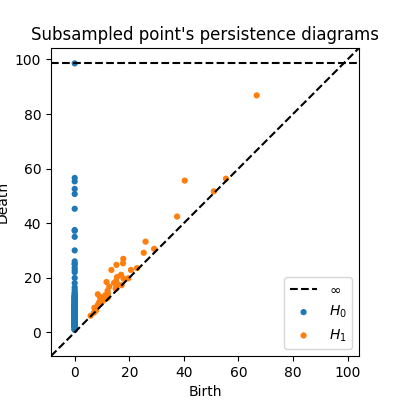 Subsampled point's persistence diagrams
100
80
60
40
20
0
Death
∞
H₀
H₁
0 20 40 60 80 100
Birth